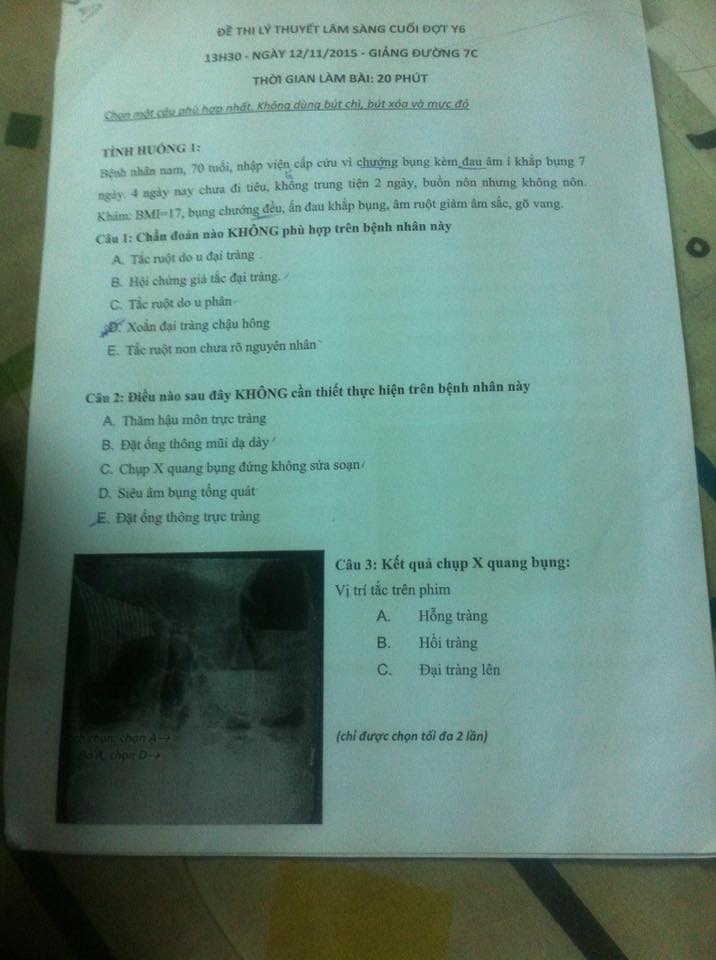 ĐỀ THI LÝ THUYẾT LÂM SÀNG CUỐI ĐỢT Y6
13H30 - NGÀY 12/11/2015 - GIẢNG ĐƯỜNG 7C
THỜI GIAN LÀM BÀI: 20 PHÚT
Chọn một câu phù hợp nhất. Không dùng bút chì, bút xóa và mực đỏ
TÌNH HUỐNG 1:
Bệnh nhân nam, 70 tuổi, nhập viện cấp cứu vì chướng bụng kèm đau âm ỉ khắp bụng 7
ngày. 4 ngày nay chưa đi tiêu, không trung tiện 2 ngày, buồn nôn nhưng không nôn.
Khám: BMI=17, bụng chướng đều, ấn đau khắp bụng, âm ruột giảm âm sắc, gõ vang.
Câu 1: Chẩn đoán nào KHÔNG phù hợp trên bệnh nhân này
A. Tắc ruột do u đại tràng .
B. Hội chứng giả tắc đại tràng.
C. Tắc ruột do u phân
D. Xoắn đại tràng chậu hông
E. Tắc ruột non chưa rõ nguyên nhân
Câu 2: Điều nào sau đây KHÔNG cần thiết thực hiện trên bệnh nhân này
A. Thăm hậu môn trực tràng
B. Đặt ống thông mũi dạ dày
C. Chụp X quang bụng đứng không sửa soạn
D. Siêu âm bụng tổng quát
E. Đặt ống thông trực tràng
Câu 3: Kết quả chụp X quang bụng:
Vị trí tắc trên phim
A. Hỗng tràng
B. Hồi tràng
C. Đại tràng lên
chọn, chọn A→
bỏ A, chọn D→
(chỉ được chọn tối đa 2 lần)